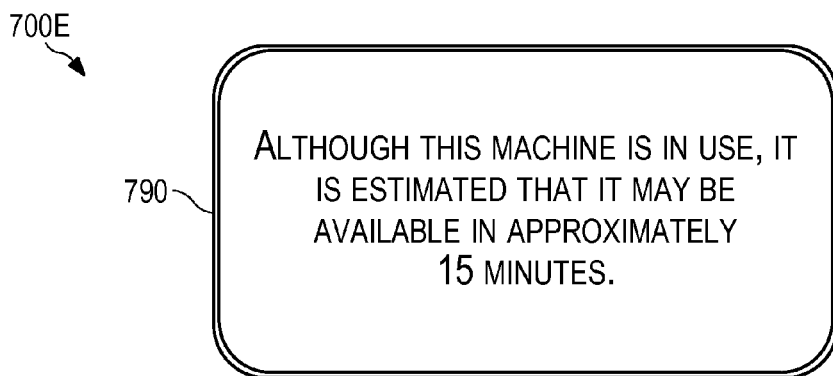 700E
ALTHOUGH THIS MACHINE IS IN USE, IT
790
IS ESTIMATED THAT IT MAY BE
AVAILABLE IN APPROXIMATELY
15 MINUTES.